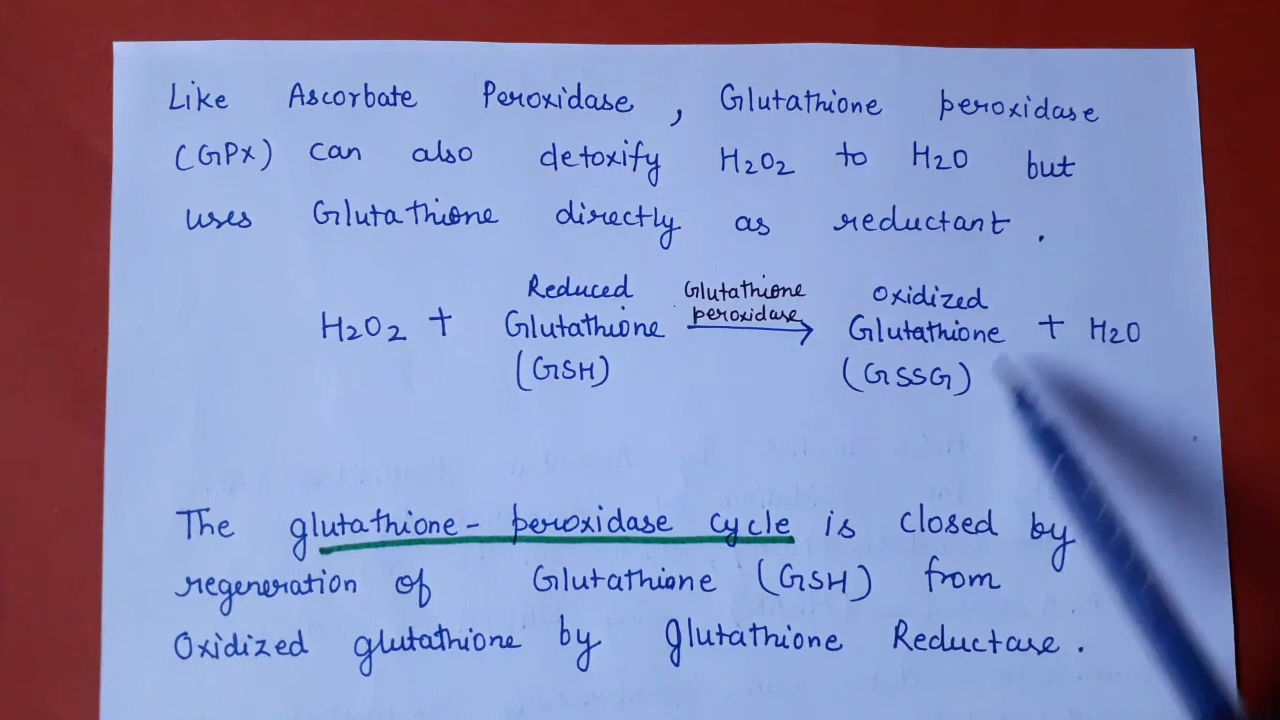 Like Ascorbate Peroxidase, Glutathione peroxidase
(GPx) can also detoxify H2O2 to H2O but
uses Glutathione directly as reductant.
H2O2 + Reduced Glutathione (GSH) Glutathione peroxidase → Oxidized Glutathione (GSSG) + H2O
The glutathione-peroxidase cycle is closed by
regeneration of Glutathione (GSH) from
Oxidized glutathione by glutathione Reductase.